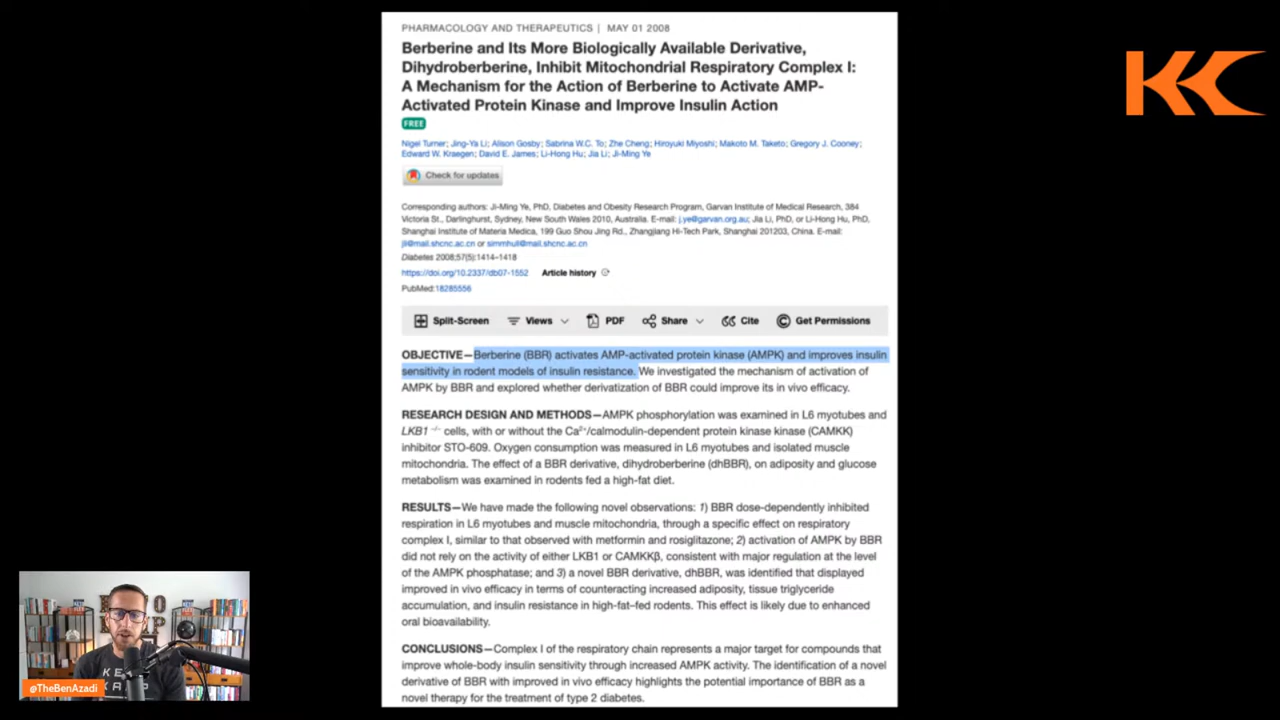 PHARMACOLOGY AND THERAPEUTICS | MAY 01 2008
Berberine and Its More Biologically Available Derivative,
Dihydroberberine, Inhibit Mitochondrial Respiratory Complex I:
A Mechanism for the Action of Berberine to Activate AMP-
Activated Protein Kinase and Improve Insulin Action
FREE
Nigel Turner; Jing-Ya Li; Alison Gosby; Sabrina W.C. To; Zhe Cheng; Hiroyuki Miyoshi; Makoto M. Taketo; Gregory J. Cooney;
Edward W. Kraegen; David E. James; Li-Hong Hu; Jia Li; Ji-Ming Ye
Check for updates
Corresponding authors: Ji-Ming Ye, PhD, Diabetes and Obesity Research Program, Garvan Institute of Medical Research, 384
Victoria St., Darlinghurst, Sydney, New South Wales 2010, Australia. E-mail: j.ye@garvan.org.au; Jia Li, PhD, or Li-Hong Hu, PhD,
Shanghai Institute of Materia Medica, 199 Guo Shou Jing Rd., Zhangjiang Hi-Tech Park, Shanghai 201203, China. E-mail:
jli@mail.shcnc.ac.cn or simmhulh@mail.shcnc.ac.cn
Diabetes 2008;57(5):1414–1418
https://doi.org/10.2337/db07-1552 Article history
PubMed:18285556
Split-Screen Views PDF Share Cite Get Permissions
OBJECTIVE—Berberine (BBR) activates AMP-activated protein kinase (AMPK) and improves insulin
sensitivity in rodent models of insulin resistance. We investigated the mechanism of activation of
AMPK by BBR and explored whether derivatization of BBR could improve its in vivo efficacy.
RESEARCH DESIGN AND METHODS—AMPK phosphorylation was examined in L6 myotubes and
LKB1−/− cells, with or without the Ca2+/calmodulin-dependent protein kinase kinase (CAMKK)
inhibitor STO-609. Oxygen consumption was measured in L6 myotubes and isolated muscle
mitochondria. The effect of a BBR derivative, dihydroberberine (dhBBR), on adiposity and glucose
metabolism was examined in rodents fed a high-fat diet.
RESULTS—We have made the following novel observations: 1) BBR dose-dependently inhibited
respiration in L6 myotubes and muscle mitochondria, through a specific effect on respiratory
complex I, similar to that observed with metformin and rosiglitazone; 2) activation of AMPK by BBR
did not rely on the activity of either LKB1 or CAMKKβ, consistent with major regulation at the level
of the AMPK phosphatase; and 3) a novel BBR derivative, dhBBR, was identified that displayed
improved in vivo efficacy in terms of counteracting increased adiposity, tissue triglyceride
accumulation, and insulin resistance in high-fat–fed rodents. This effect is likely due to enhanced
oral bioavailability.
CONCLUSIONS—Complex I of the respiratory chain represents a major target for compounds that
improve whole-body insulin sensitivity through increased AMPK activity. The identification of a novel
derivative of BBR with improved in vivo efficacy highlights the potential importance of BBR as a
novel therapy for the treatment of type 2 diabetes.
KK
@TheBenAzadi